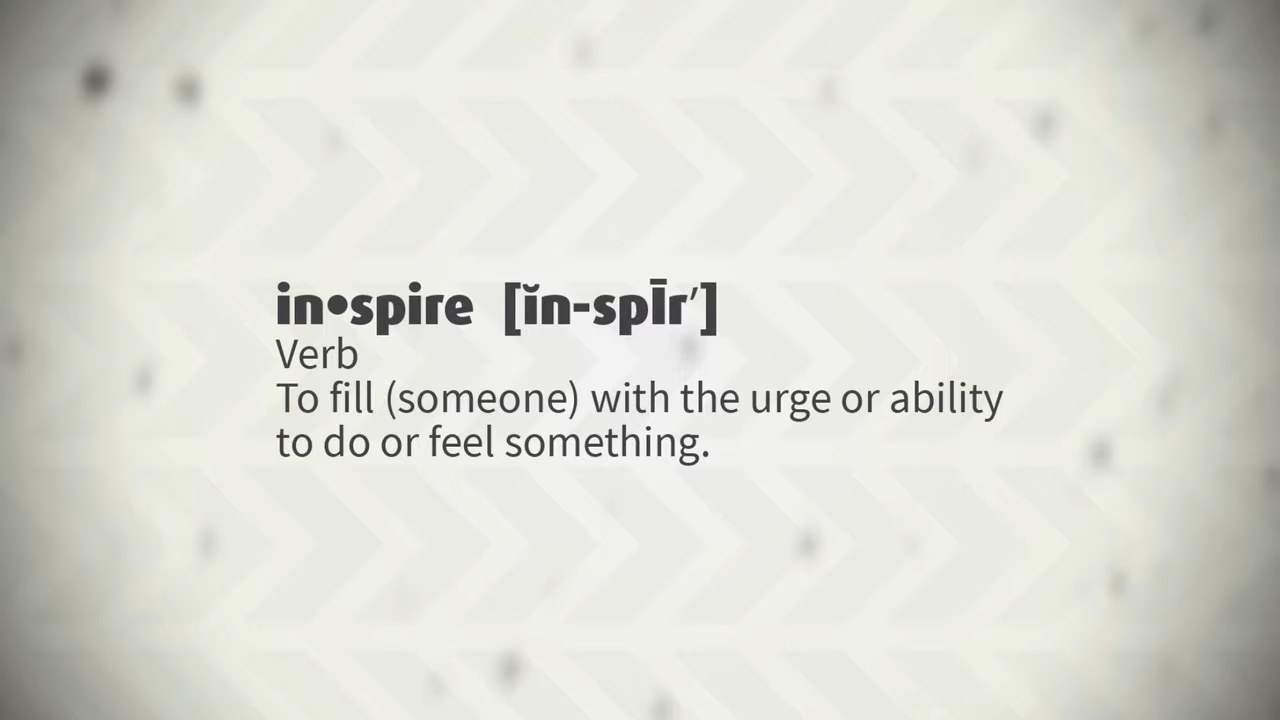 in•spire [ĭn-spīr′]
Verb
To fill (someone) with the urge or ability
to do or feel something.